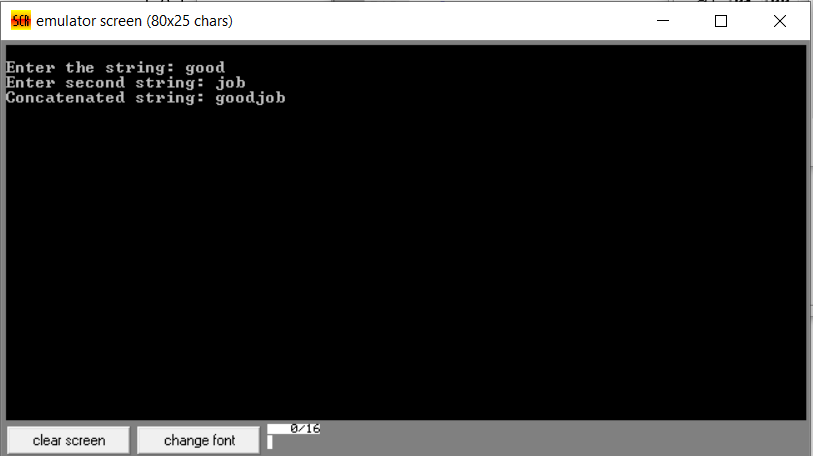 SCR emulator screen (80x25 chars)
Enter the string: good
Enter second string: job
Concatenated string: goodjob
clear screen change font 0/16